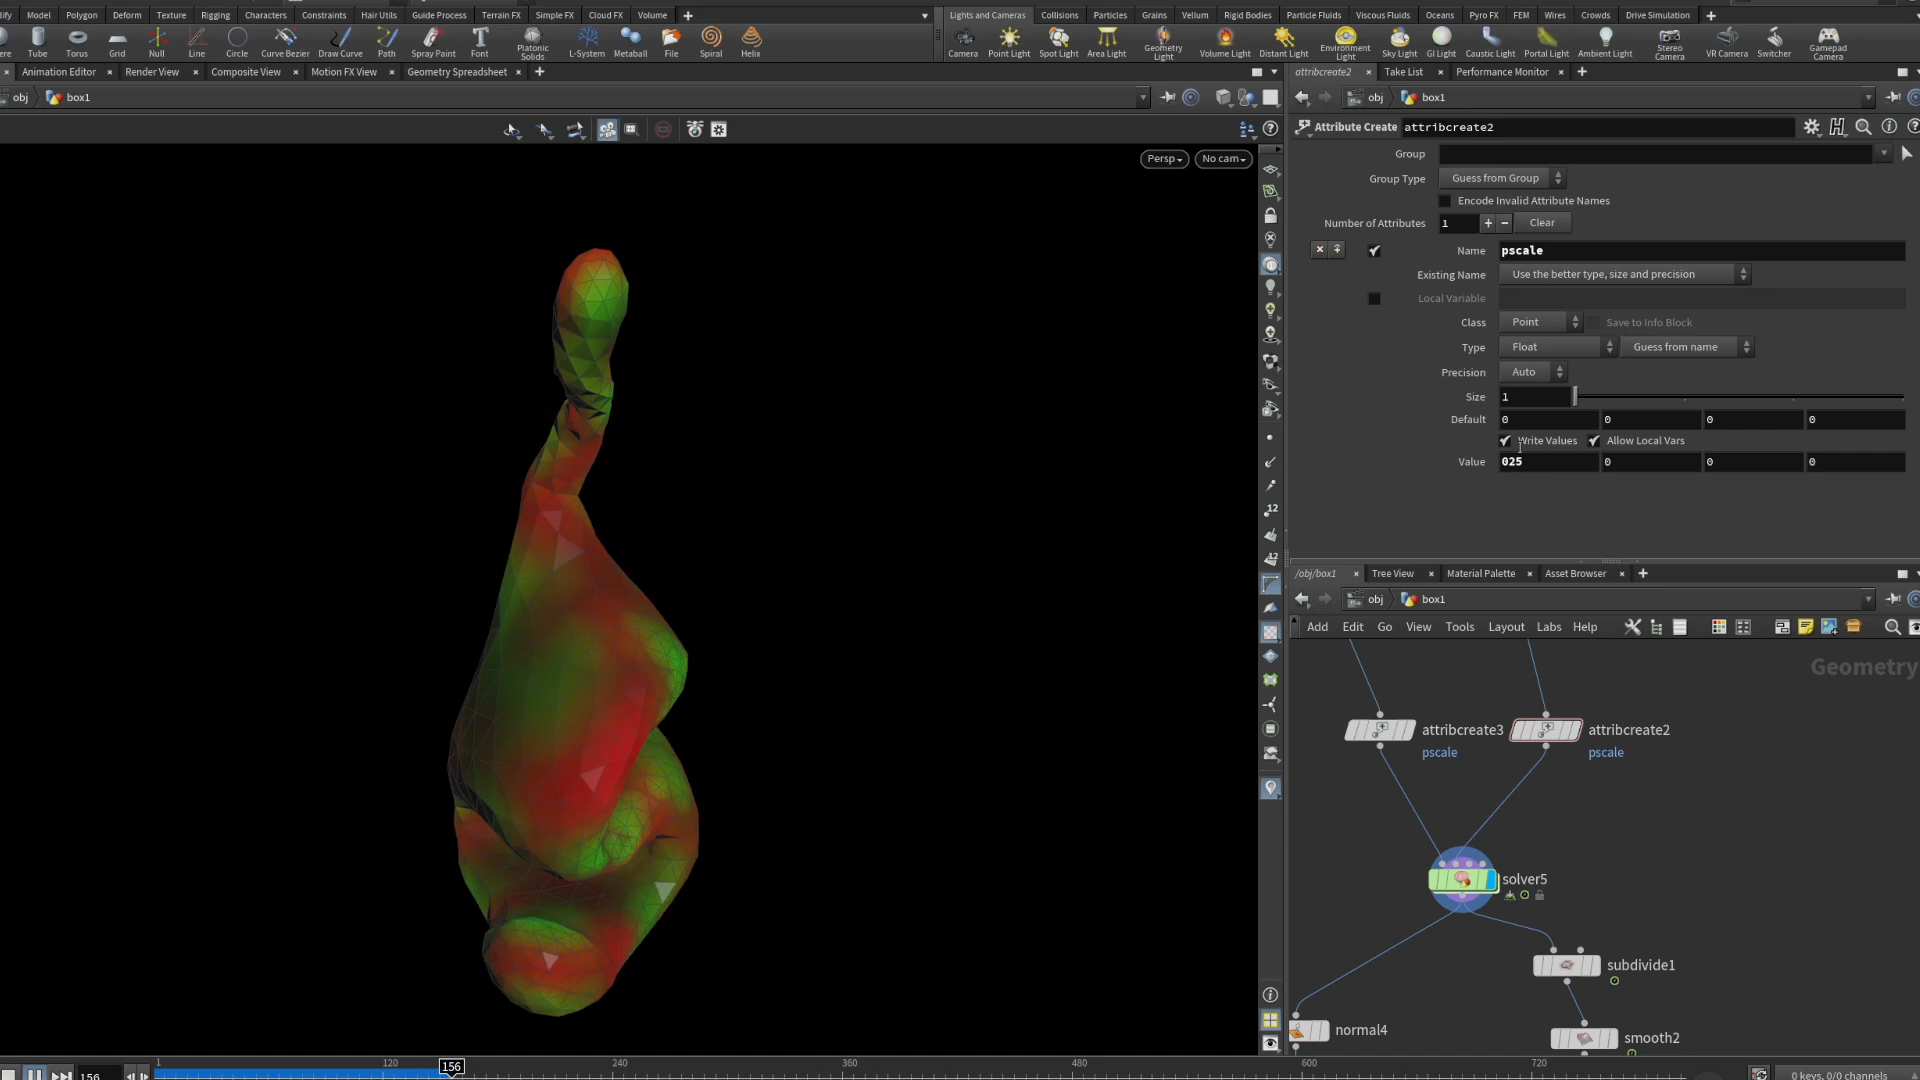 Model Polygon Deform Texture Rigging Characters Constraints Hair Utils Guide Process Terrain FX Simple FX Cloud FX Volume
Tube Torus Grid Null Line Circle Curve Bezier Draw Curve Path Spray Paint Font Platonic Solids L-System Metaball File Spiral Helix
Lights and Cameras Collisions Particles Grains Vellum Rigid Bodies Particle Fluids Viscous Fluids Oceans Pyro FX FEM Wires Crowds Drive Simulation
Camera Point Light Spot Light Area Light Geometry Light Volume Light Distant Light Environment Light Sky Light GI Light Caustic Light Portal Light Ambient Light Stereo Camera VR Camera Switcher Gamepad Camera
Animation Editor Render View Composite View Motion FX View Geometry Spreadsheet
obj box1
Persp No cam
attribcreate2 Take List Performance Monitor
obj box1
Attribute Create attribcreate2
Group
Group Type Guess from Group
Encode Invalid Attribute Names
Number of Attributes 1 Clear
Name pscale
Existing Name Use the better type, size and precision
Local Variable
Class Point Save to Info Block
Type Float Guess from name
Precision Auto
Size 1
Default 0 0 0 0
Write Values Allow Local Vars
Value 025 0 0 0
/obj/box1 Tree View Material Palette Asset Browser
obj box1
Add Edit Go View Tools Layout Labs Help
Geometry
attribcreate3 attribcreate2
pscale pscale
solver5
subdivide1
normal4 smooth2
1 120 156 240 360 480 600 720
156 0 keys, 0/0 channels